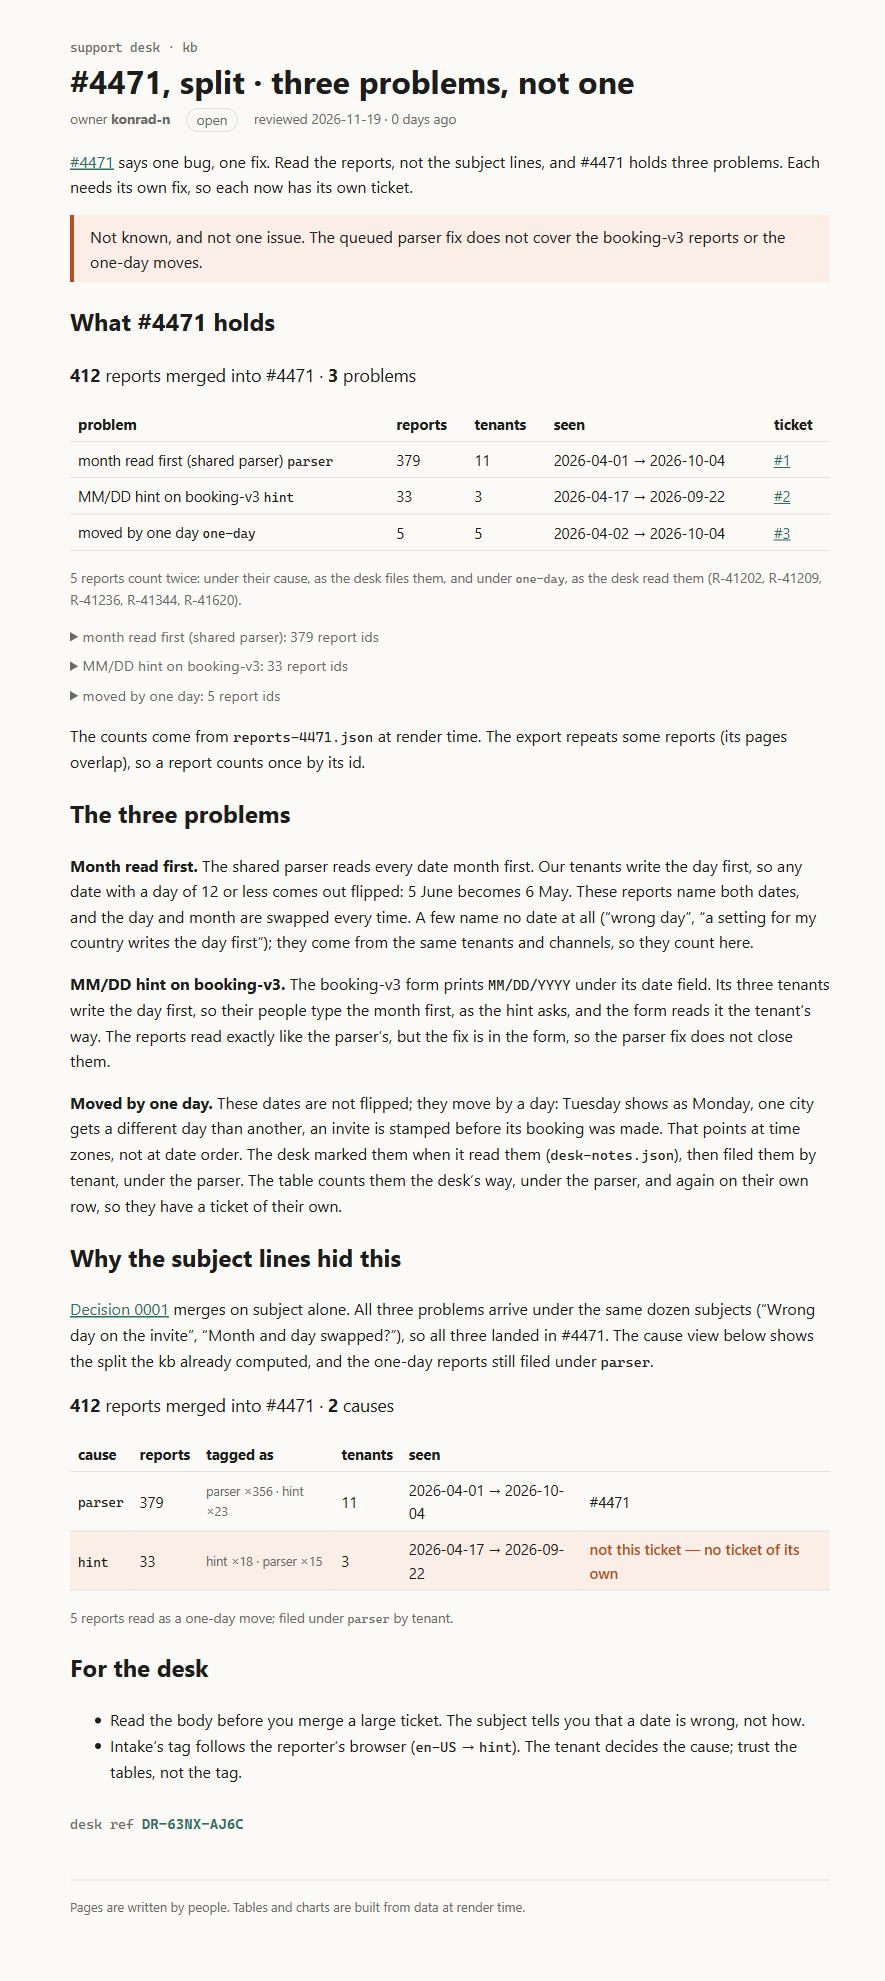 support desk · kb
#4471, split · three problems, not one
owner konrad-n open reviewed 2026-11-19 · 0 days ago
#4471 says one bug, one fix. Read the reports, not the subject lines, and #4471 holds three problems. Each
needs its own fix, so each now has its own ticket.
Not known, and not one issue. The queued parser fix does not cover the booking-v3 reports or the
one-day moves.
What #4471 holds
412 reports merged into #4471 · 3 problems
problem reports tenants seen ticket
month read first (shared parser) parser 379 11 2026-04-01 → 2026-10-04 #1
MM/DD hint on booking-v3 hint 33 3 2026-04-17 → 2026-09-22 #2
moved by one day one-day 5 5 2026-04-02 → 2026-10-04 #3
5 reports count twice: under their cause, as the desk files them, and under one-day, as the desk read them (R-41202, R-41209,
R-41236, R-41344, R-41620).
▶ month read first (shared parser): 379 report ids
▶ MM/DD hint on booking-v3: 33 report ids
▶ moved by one day: 5 report ids
The counts come from reports-4471.json at render time. The export repeats some reports (its pages
overlap), so a report counts once by its id.
The three problems
Month read first. The shared parser reads every date month first. Our tenants write the day first, so any
date with a day of 12 or less comes out flipped: 5 June becomes 6 May. These reports name both dates,
and the day and month are swapped every time. A few name no date at all (“wrong day”, “a setting for my
country writes the day first”); they come from the same tenants and channels, so they count here.
MM/DD hint on booking-v3. The booking-v3 form prints MM/DD/YYYY under its date field. Its three tenants
write the day first, so their people type the month first, as the hint asks, and the form reads it the tenant’s
way. The reports read exactly like the parser’s, but the fix is in the form, so the parser fix does not close
them.
Moved by one day. These dates are not flipped; they move by a day: Tuesday shows as Monday, one city
gets a different day than another, an invite is stamped before its booking was made. That points at time
zones, not at date order. The desk marked them when it read them (desk-notes.json), then filed them by
tenant, under the parser. The table counts them the desk’s way, under the parser, and again on their own
row, so they have a ticket of their own.
Why the subject lines hid this
Decision 0001 merges on subject alone. All three problems arrive under the same dozen subjects (“Wrong
day on the invite”, “Month and day swapped?”), so all three landed in #4471. The cause view below shows
the split the kb already computed, and the one-day reports still filed under parser.
412 reports merged into #4471 · 2 causes
cause reports tagged as tenants seen
parser 379 parser ×356 · hint ×23 11 2026-04-01 → 2026-10-04 #4471
hint 33 hint ×18 · parser ×15 3 2026-04-17 → 2026-09-22 not this ticket — no ticket of its own
5 reports read as a one-day move; filed under parser by tenant.
For the desk
• Read the body before you merge a large ticket. The subject tells you that a date is wrong, not how.
• Intake’s tag follows the reporter’s browser (en-US → hint). The tenant decides the cause; trust the
tables, not the tag.
desk ref DR-63NX-AJ6C
Pages are written by people. Tables and charts are built from data at render time.